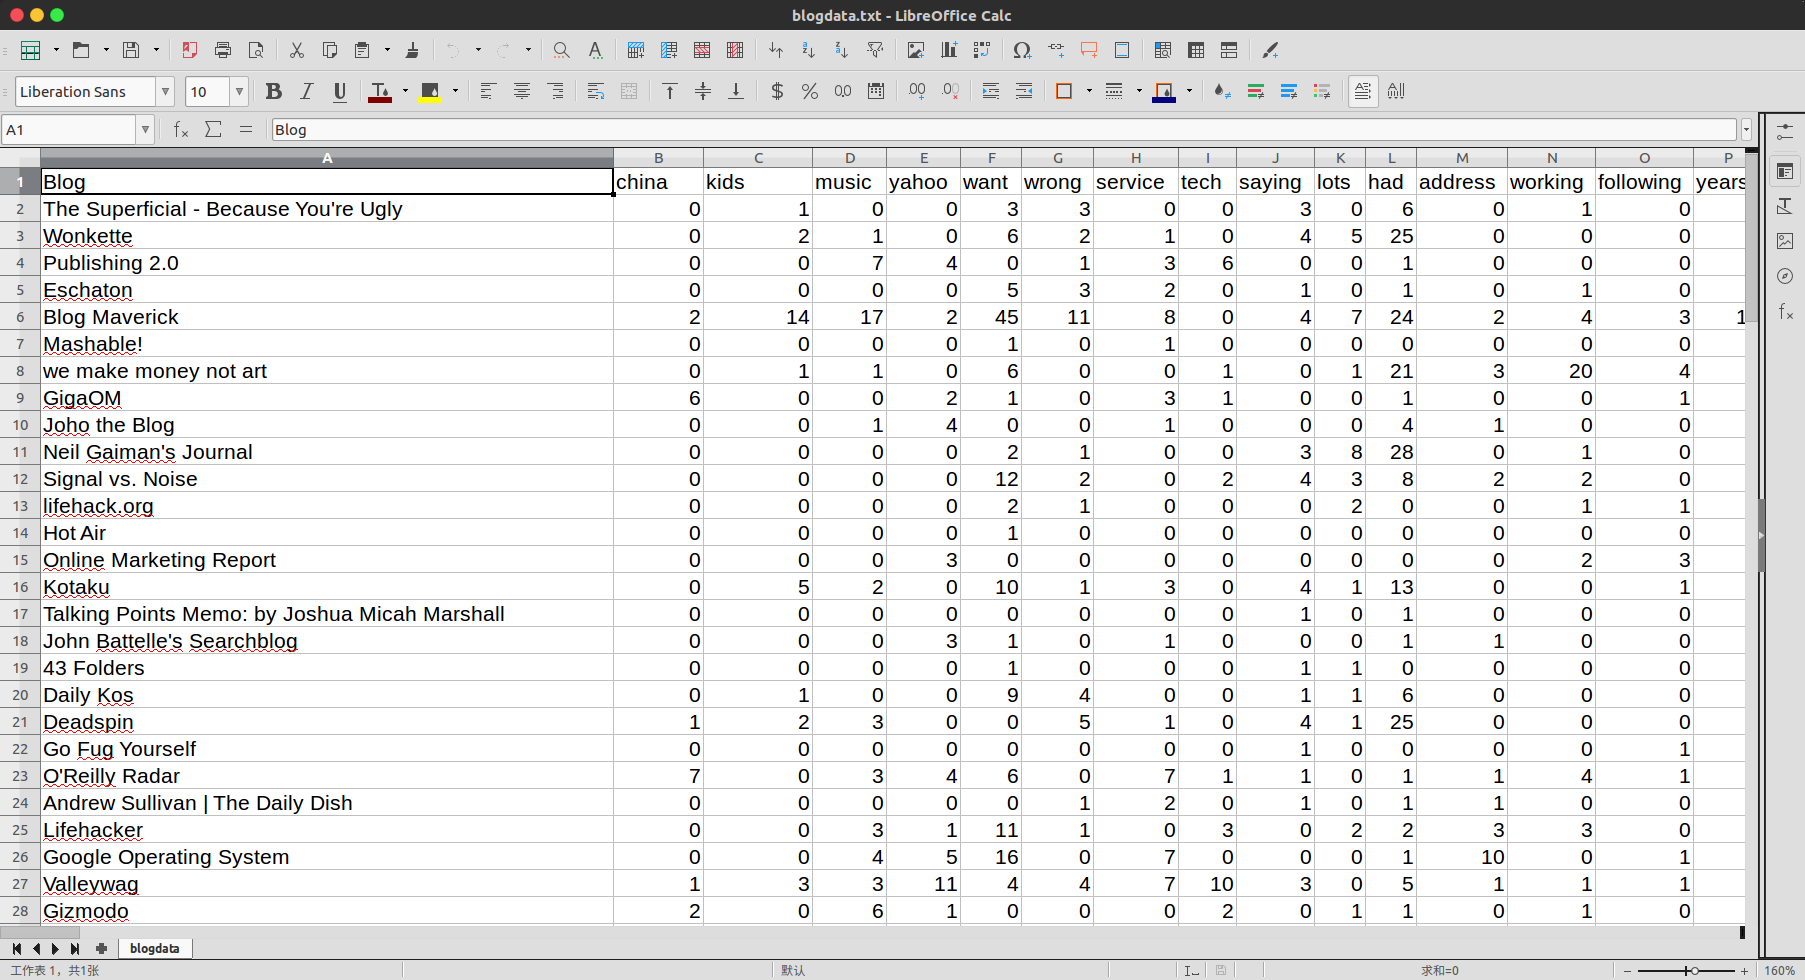 blogdata.txt - LibreOffice Calc
Liberation Sans 10
A1 Blog
A B C D E F G H I J K L M N O P
1 Blog china kids music yahoo want wrong service tech saying lots had address working following years
2 The Superficial - Because You're Ugly 0 1 0 0 3 3 0 0 3 0 6 0 1 0
3 Wonkette 0 2 1 0 6 2 1 0 4 5 25 0 0 0
4 Publishing 2.0 0 0 7 4 0 1 3 6 0 0 1 0 0 0
5 Eschaton 0 0 0 0 5 3 2 0 1 0 1 0 1 0
6 Blog Maverick 2 14 17 2 45 11 8 0 4 7 24 2 4 3 1
7 Mashable! 0 0 0 0 1 0 1 0 0 0 0 0 0 0
8 we make money not art 0 1 1 0 6 0 0 1 0 1 21 3 20 4
9 GigaOM 6 0 0 2 1 0 3 1 0 0 1 0 0 1
10 Joho the Blog 0 0 1 4 0 0 1 0 0 0 4 1 0 0
11 Neil Gaiman's Journal 0 0 0 0 2 1 0 0 3 8 28 0 1 0
12 Signal vs. Noise 0 0 0 0 12 2 0 2 4 3 8 2 2 0
13 lifehack.org 0 0 0 0 2 1 0 0 0 2 0 0 1 1
14 Hot Air 0 0 0 0 1 0 0 0 0 0 0 0 0 0
15 Online Marketing Report 0 0 0 3 0 0 0 0 0 0 0 0 2 3
16 Kotaku 0 5 2 0 10 1 3 0 4 1 13 0 0 1
17 Talking Points Memo: by Joshua Micah Marshall 0 0 0 0 0 0 0 0 1 0 1 0 0 0
18 John Battelle's Searchblog 0 0 0 3 1 0 1 0 0 0 1 1 0 0
19 43 Folders 0 0 0 0 1 0 0 0 1 1 0 0 0 0
20 Daily Kos 0 1 0 0 9 4 0 0 1 1 6 0 0 0
21 Deadspin 1 2 3 0 0 5 1 0 4 1 25 0 0 0
22 Go Fug Yourself 0 0 0 0 0 0 0 0 1 0 0 0 0 1
23 O'Reilly Radar 7 0 3 4 6 0 7 1 1 0 1 1 4 1
24 Andrew Sullivan | The Daily Dish 0 0 0 0 0 1 2 0 1 0 1 1 0 0
25 Lifehacker 0 0 3 1 11 1 0 3 0 2 2 3 3 0
26 Google Operating System 0 0 4 5 16 0 7 0 0 0 1 10 0 1
27 Valleywag 1 3 3 11 4 4 7 10 3 0 5 1 1 1
28 Gizmodo 2 0 6 1 0 0 0 2 0 1 1 0 1 0
blogdata
工作表 1，共1张 默认 求和=0 160%